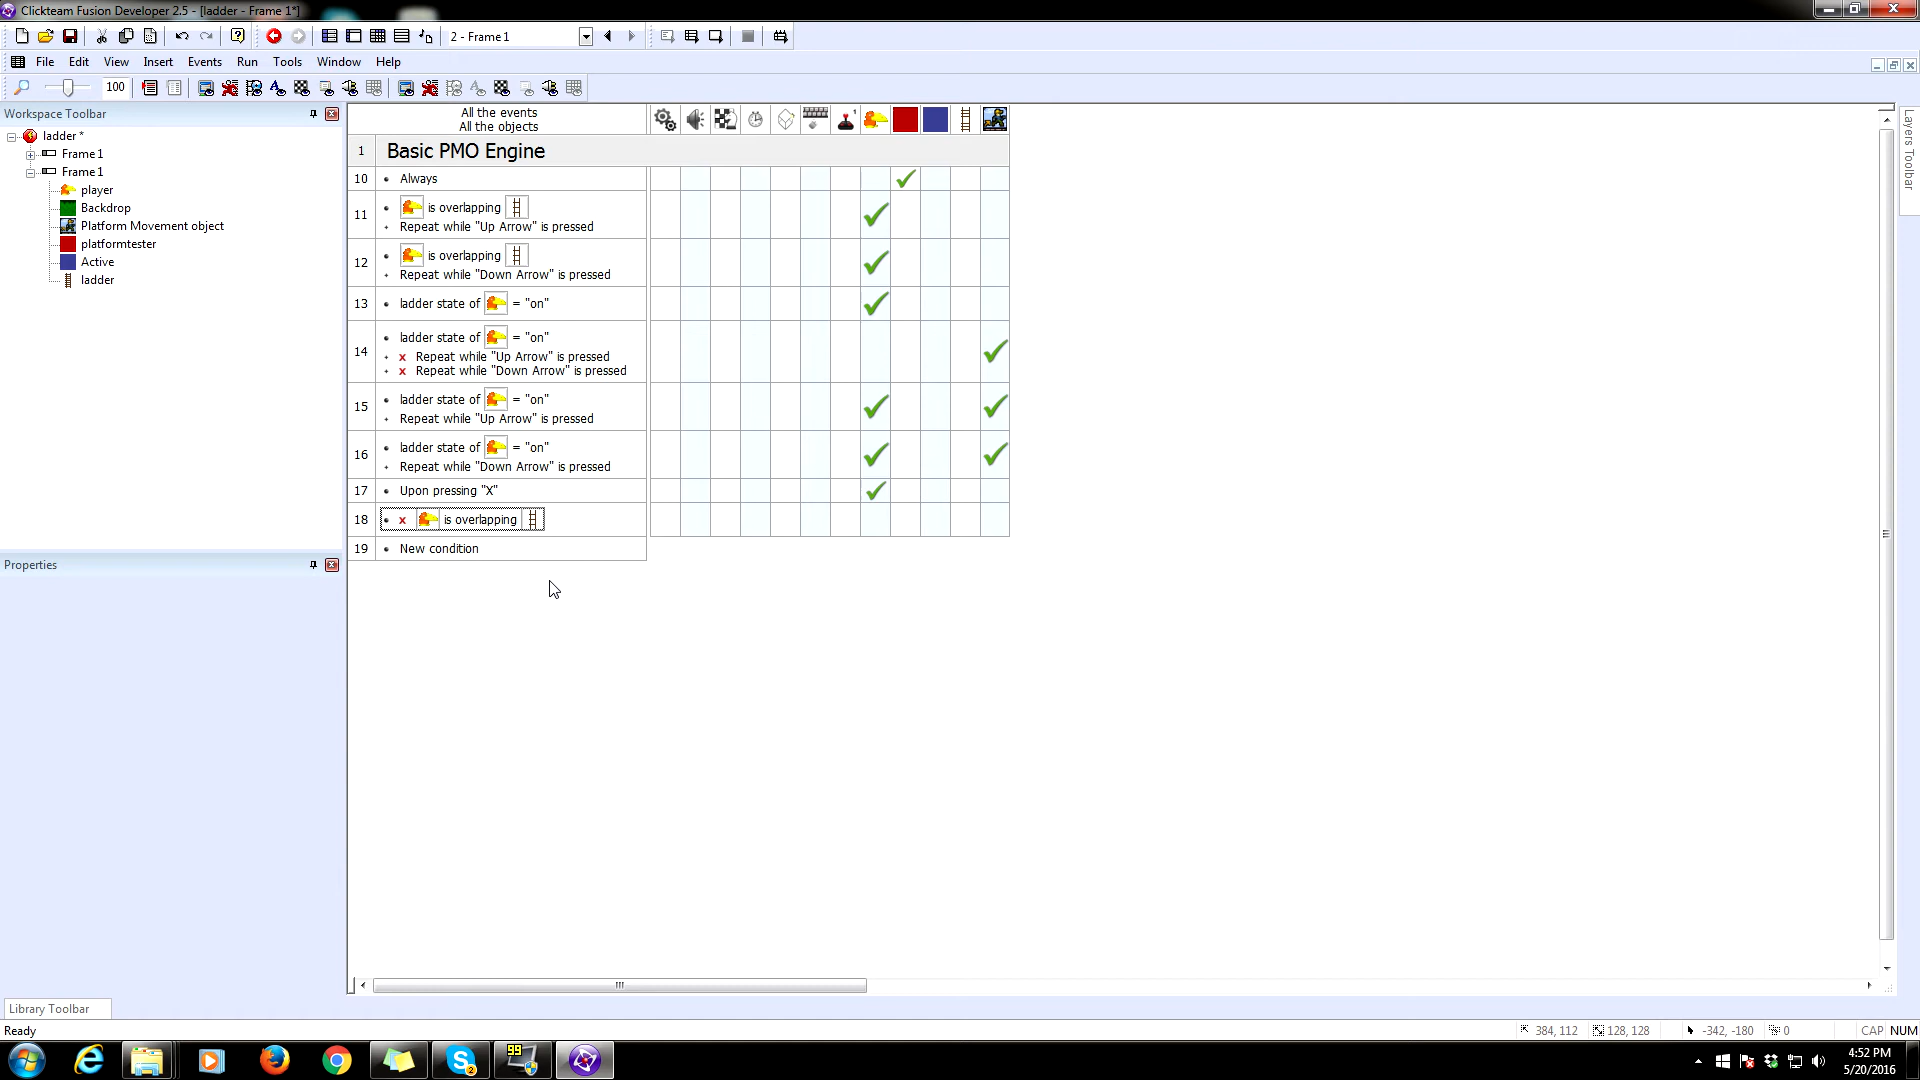 Clickteam Fusion Developer 2.5 - [ladder - Frame 1*]
2 - Frame 1
File Edit View Insert Events Run Tools Window Help
100
Workspace Toolbar
ladder *
Frame 1
Frame 1
player
Backdrop
Platform Movement object
platformtester
Active
ladder
Properties
Library Toolbar
Layers Toolbar
All the events
All the objects
1 Basic PMO Engine
10 Always
11 is overlapping
Repeat while "Up Arrow" is pressed
12 is overlapping
Repeat while "Down Arrow" is pressed
13 ladder state of = "on"
14 ladder state of = "on"
X Repeat while "Up Arrow" is pressed
X Repeat while "Down Arrow" is pressed
15 ladder state of = "on"
Repeat while "Up Arrow" is pressed
16 ladder state of = "on"
Repeat while "Down Arrow" is pressed
17 Upon pressing "X"
18 X is overlapping
19 New condition
Ready
384, 112 128, 128 -342, -180 0 CAP NUM
2
99
4:52 PM
5/20/2016